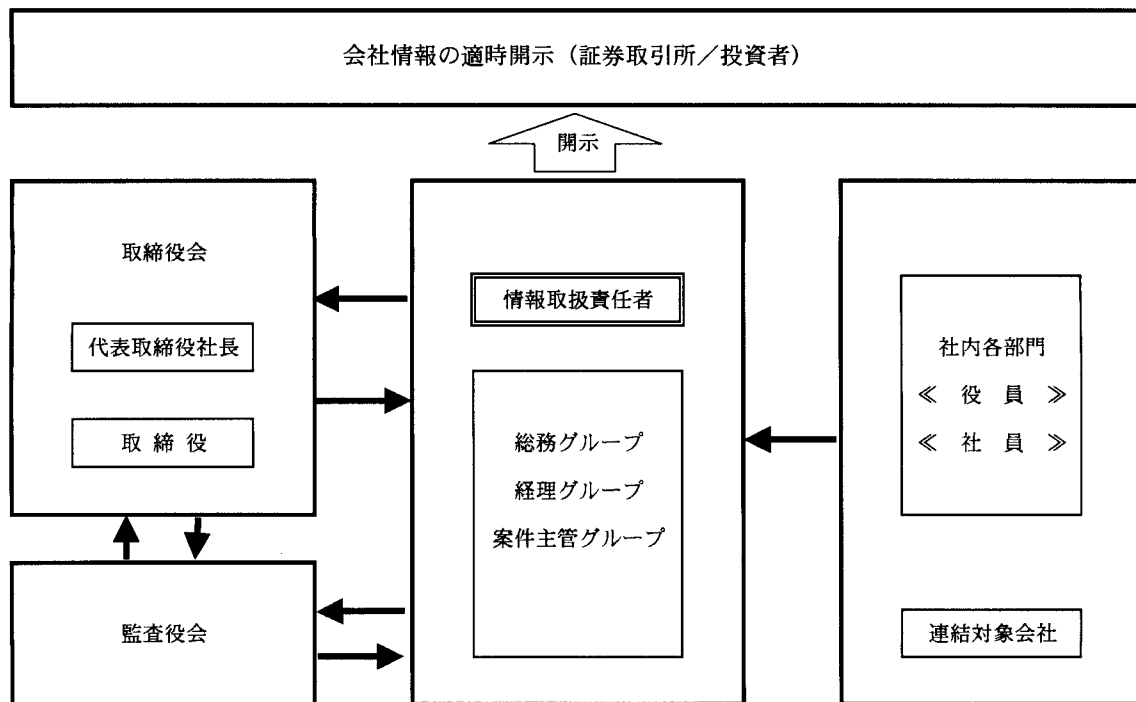 会社情報の適時開示（証券取引所／投資者）
開示
取締役会
代表取締役社長
取締役
監査役会
情報取扱責任者
総務グループ
経理グループ
案件主管グループ
社内各部門
≪ 役 員 ≫
≪ 社 員 ≫
連結対象会社